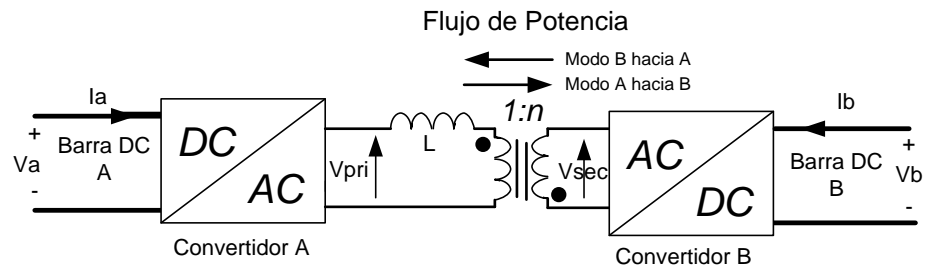 Flujo de Potencia
Modo B hacia A
Modo A hacia B
Ia
1:n
Ib
+
Va
-
Barra DC
A
DC
AC
Vpri
L
Vsec
AC
DC
Barra DC
B
+
Vb
-
Convertidor A
Convertidor B